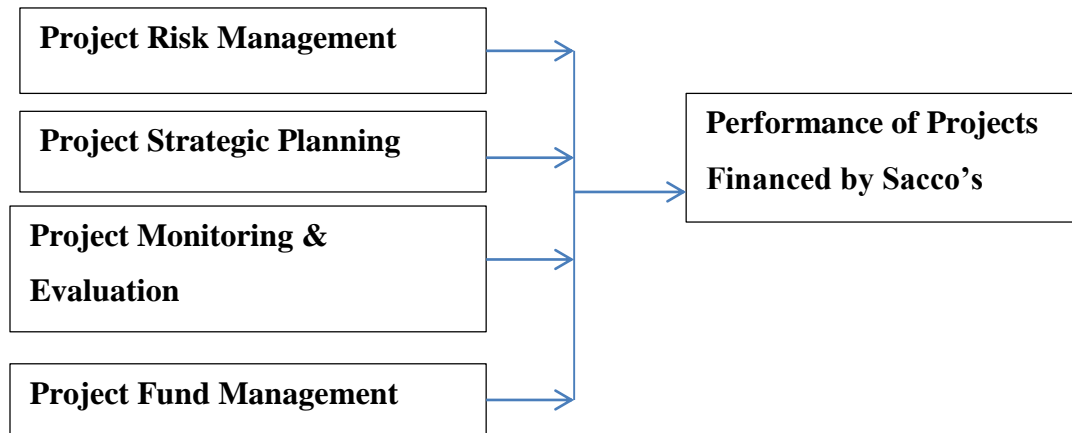 Project Risk Management
Project Strategic Planning
Project Monitoring &
Evaluation
Project Fund Management
Performance of Projects
Financed by Sacco’s